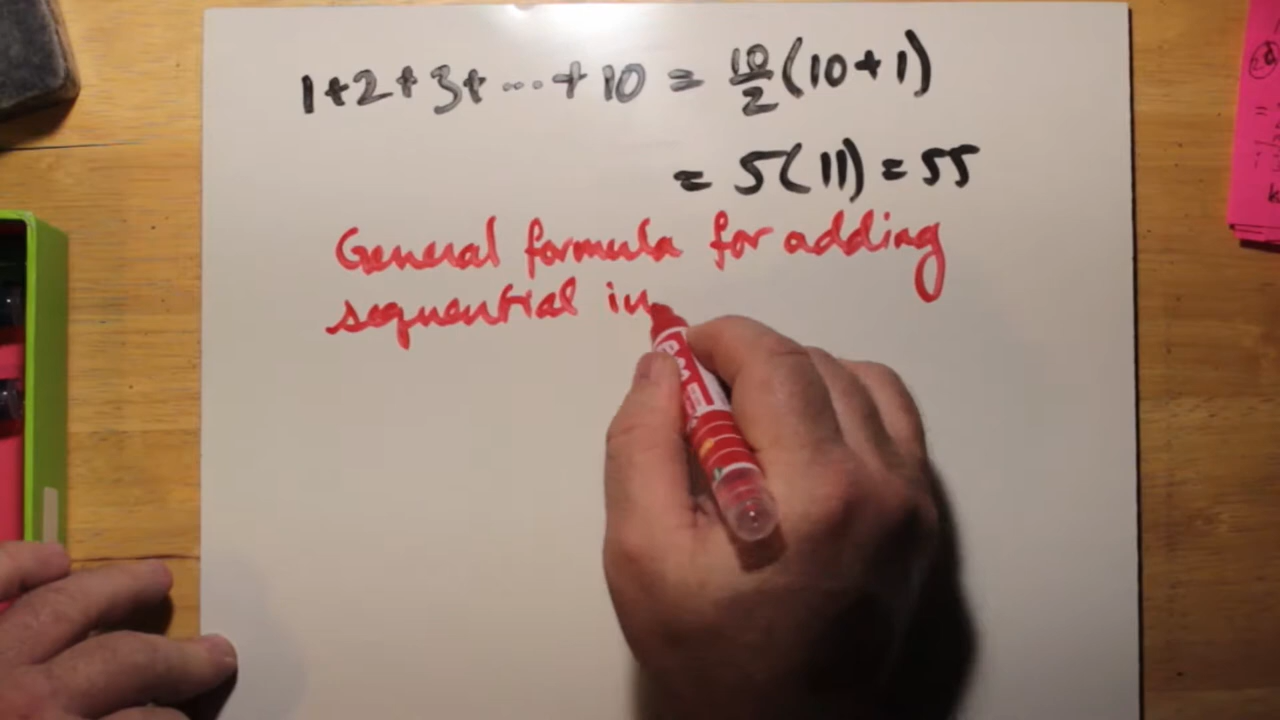 1+2+3+...+10 = 10/2 (10+1)
= 5(11) = 55
General formula for adding
sequential in